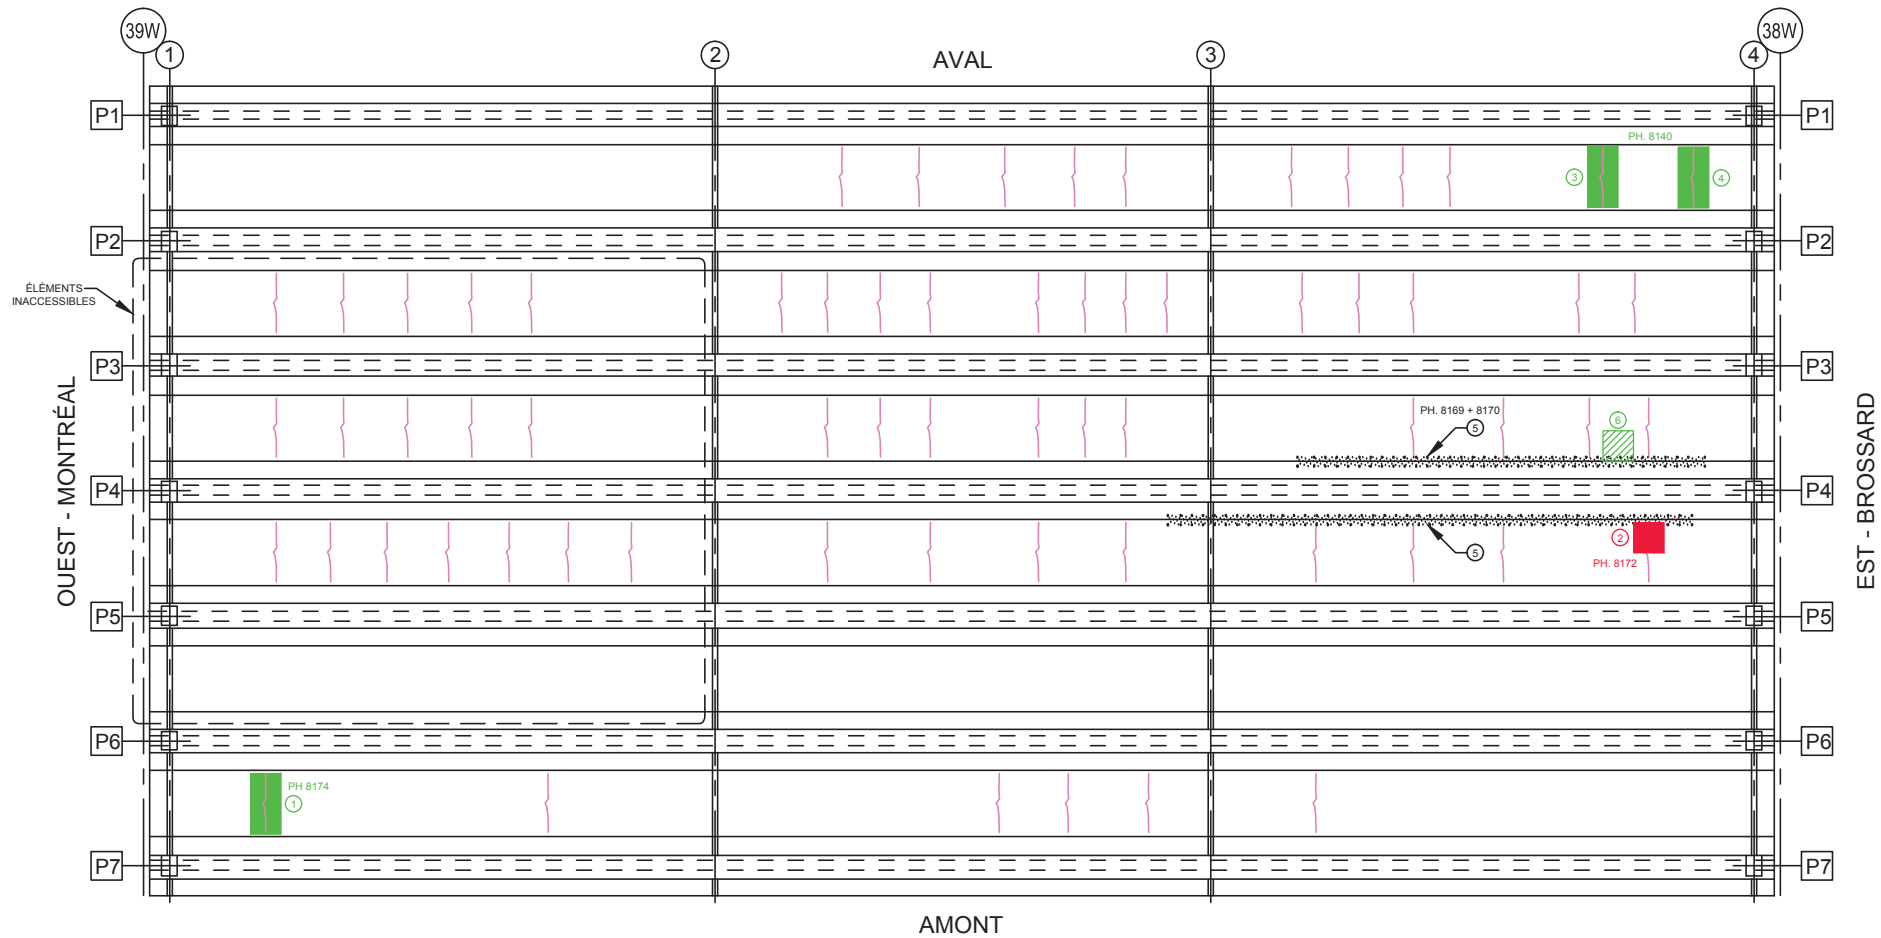 39W
38W
1
2
3
4
AVAL
P1
P1
PH. 8140
3
4
P2
P2
ÉLÉMENTS
INACCESSIBLES
P3
P3
OUEST - MONTRÉAL
EST - BROSSARD
PH. 8169 + 8170
5
6
P4
P4
5
2
PH. 8172
P5
P5
P6
P6
PH 8174
1
P7
P7
AMONT